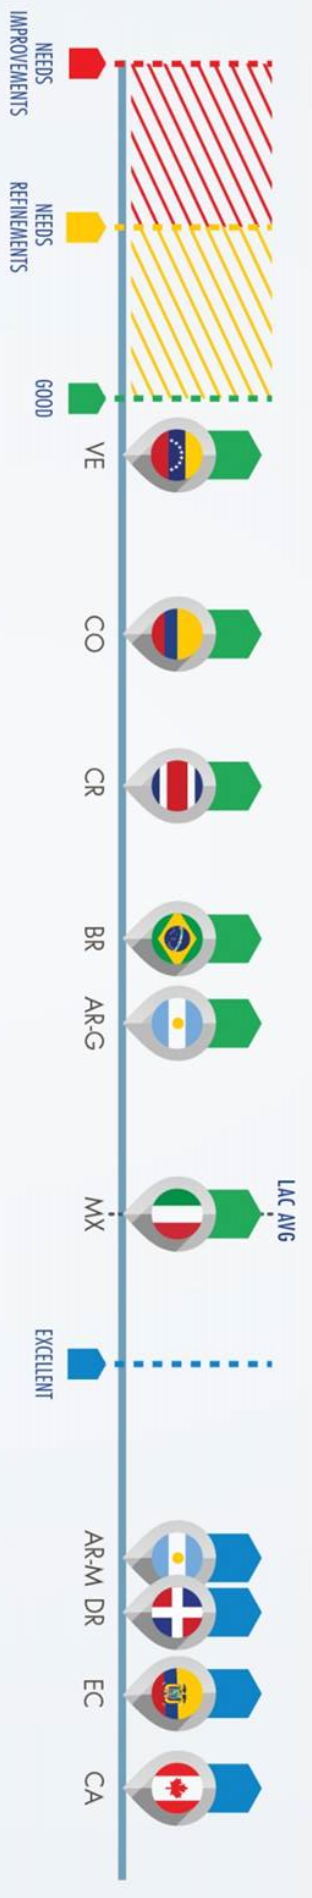 NEEDS
IMPROVEMENTS
NEEDS
REFINEMENTS
GOOD
VE
CO
CR
BR
AR-G
LAC AVG
MX
EXCELLENT
AR-M
DR
EC
CA